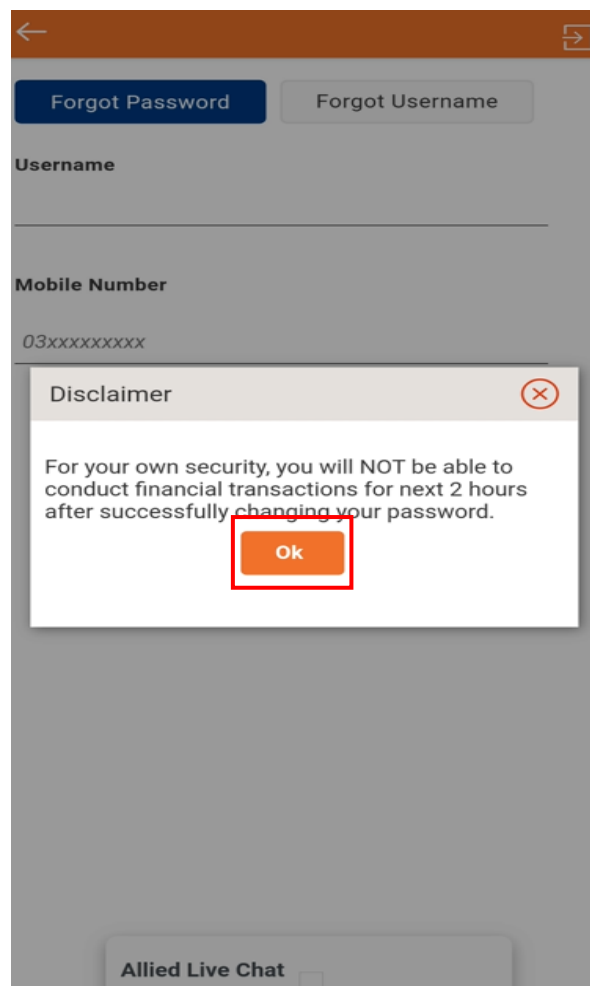 Forgot Password
Forgot Username
Username
Mobile Number
03xxxxxxxxx
Disclaimer
For your own security, you will NOT be able to
conduct financial transactions for next 2 hours
after successfully changing your password.
Ok
Allied Live Chat